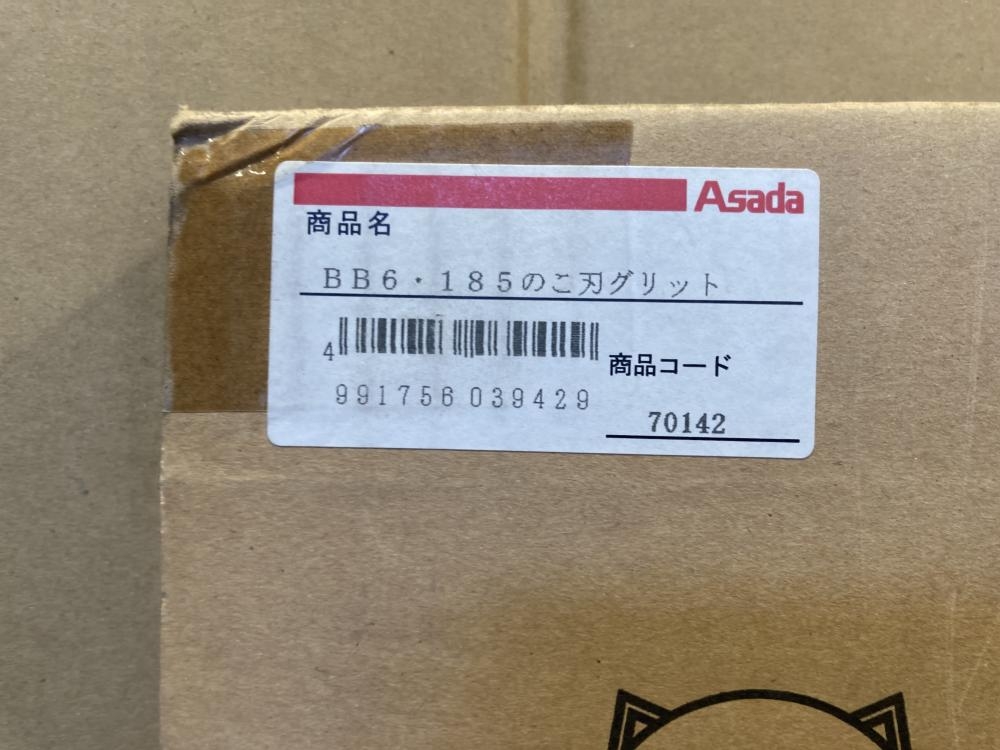 Asada
商品名
BB6・185のこ刃グリット
4
991756 039429
商品コード
70142